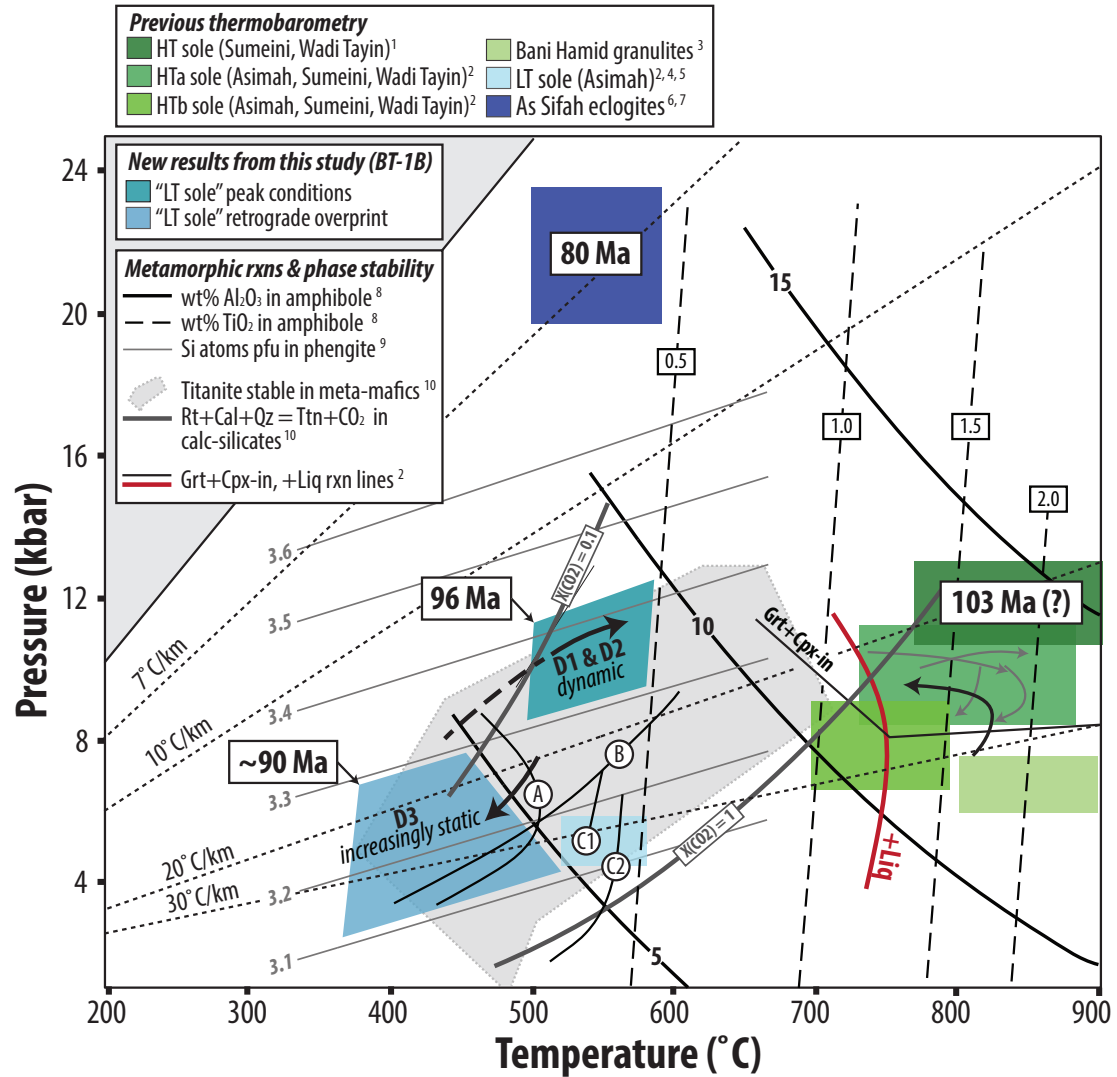 Previous thermobarometry
HT sole (Sumeini, Wadi Tayin)¹
HTa sole (Asimah, Sumeini, Wadi Tayin)²
HTb sole (Asimah, Sumeini, Wadi Tayin)²
Bani Hamid granulites ³
LT sole (Asimah)²,⁴,⁵
As Sifah eclogites ⁶,⁷
New results from this study (BT-1B)
“LT sole” peak conditions
“LT sole” retrograde overprint
Metamorphic rxns & phase stability
wt% Al₂O₃ in amphibole ⁸
wt% TiO₂ in amphibole ⁸
Si atoms pfu in phengite ⁹
Titanite stable in meta-mafics ¹⁰
Rt+Cal+Qz = Ttn+CO₂ in
calc-silicates ¹⁰
Grt+Cpx-in, +Liq rxn lines ²
Pressure (kbar)
24
20
16
12
8
4
80 Ma
15
0.5
1.0
1.5
2.0
3.6
3.5
3.4
3.3
3.2
3.1
7°C/km
10°C/km
20°C/km
30°C/km
X(CO2) = 0.1
96 Ma
D1 & D2
dynamic
10
Grt+Cpx-in
103 Ma (?)
~90 Ma
D3
increasingly static
A
B
C1
C2
X(CO2) = 1
+Liq
5
200
300
400
500
600
700
800
900
Temperature (°C)